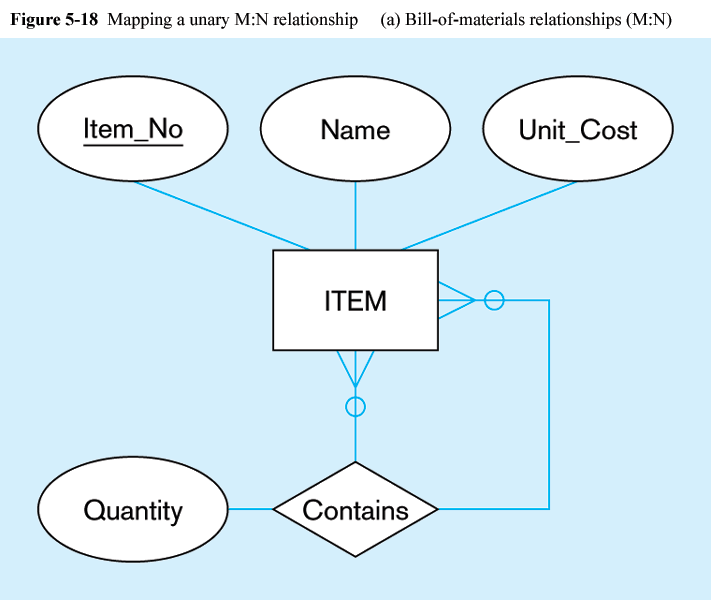 Figure 5-18 Mapping a unary M:N relationship (a) Bill-of-materials relationships (M:N)
Item_No
Name
Unit_Cost
ITEM
Quantity
Contains